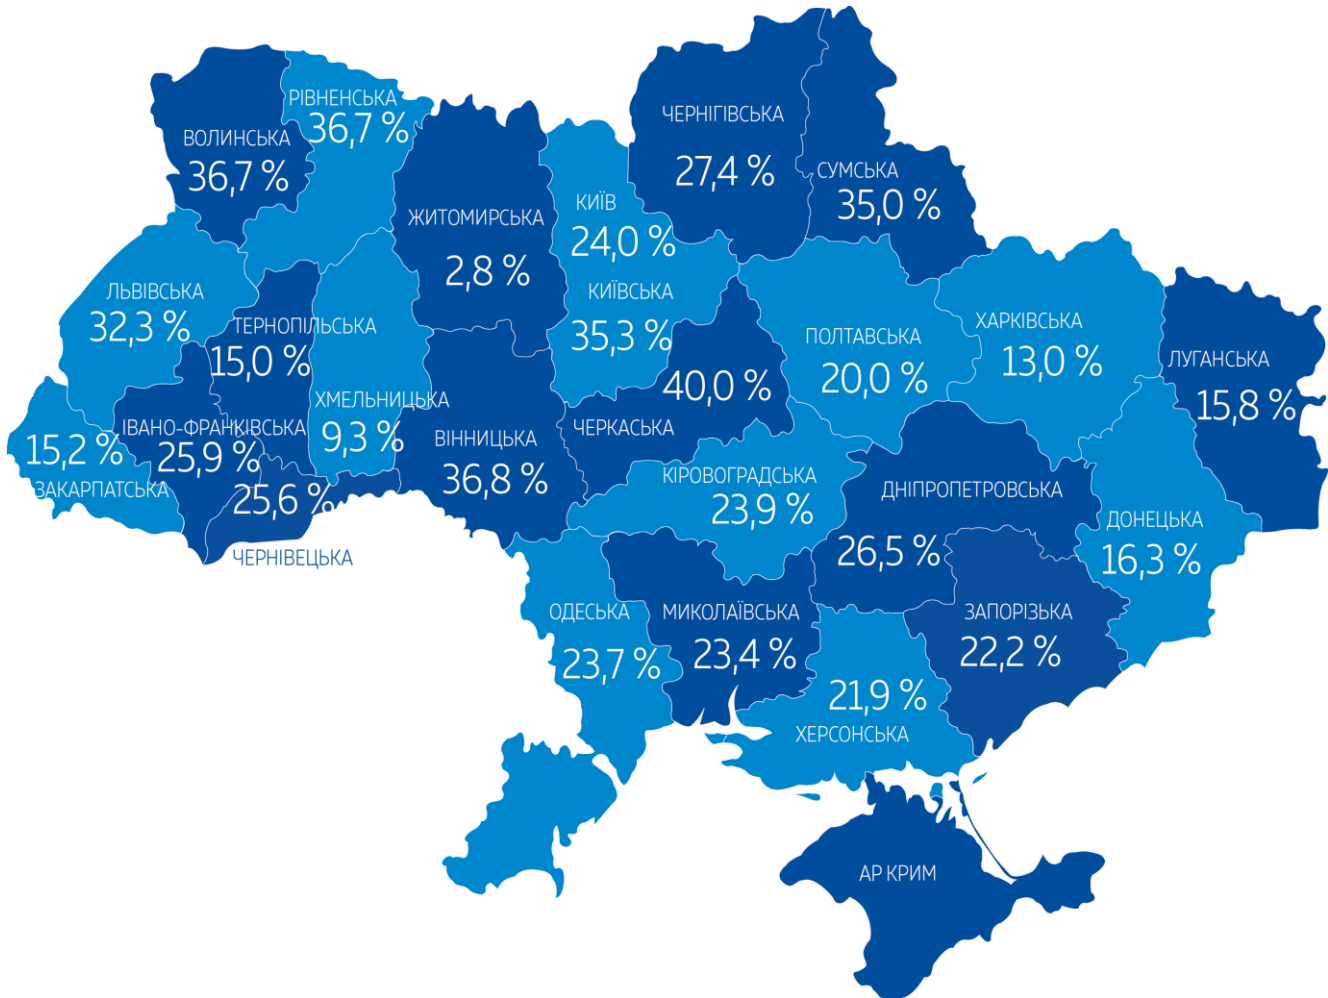 РІВНЕНСЬКА
36,7 %
ВОЛИНСЬКА
36,7 %
ЧЕРНІГІВСЬКА
27,4 %
СУМСЬКА
35,0 %
ЖИТОМИРСЬКА
2,8 %
КИЇВ
24,0 %
КИЇВСЬКА
35,3 %
ЛЬВІВСЬКА
32,3 %
ТЕРНОПІЛЬСЬКА
15,0 %
ХМЕЛЬНИЦЬКА
9,3 %
ПОЛТАВСЬКА
20,0 %
ХАРКІВСЬКА
13,0 %
ЛУГАНСЬКА
15,8 %
40,0 %
ЧЕРКАСЬКА
ВІННИЦЬКА
36,8 %
ІВАНО-ФРАНКІВСЬКА
25,9 %
15,2 %
ЗАКАРПАТСЬКА
25,6 %
ЧЕРНІВЕЦЬКА
КІРОВОГРАДСЬКА
23,9 %
ДНІПРОПЕТРОВСЬКА
26,5 %
ДОНЕЦЬКА
16,3 %
ОДЕСЬКА
23,7 %
МИКОЛАЇВСЬКА
23,4 %
ЗАПОРІЗЬКА
22,2 %
21,9 %
ХЕРСОНСЬКА
АР КРИМ